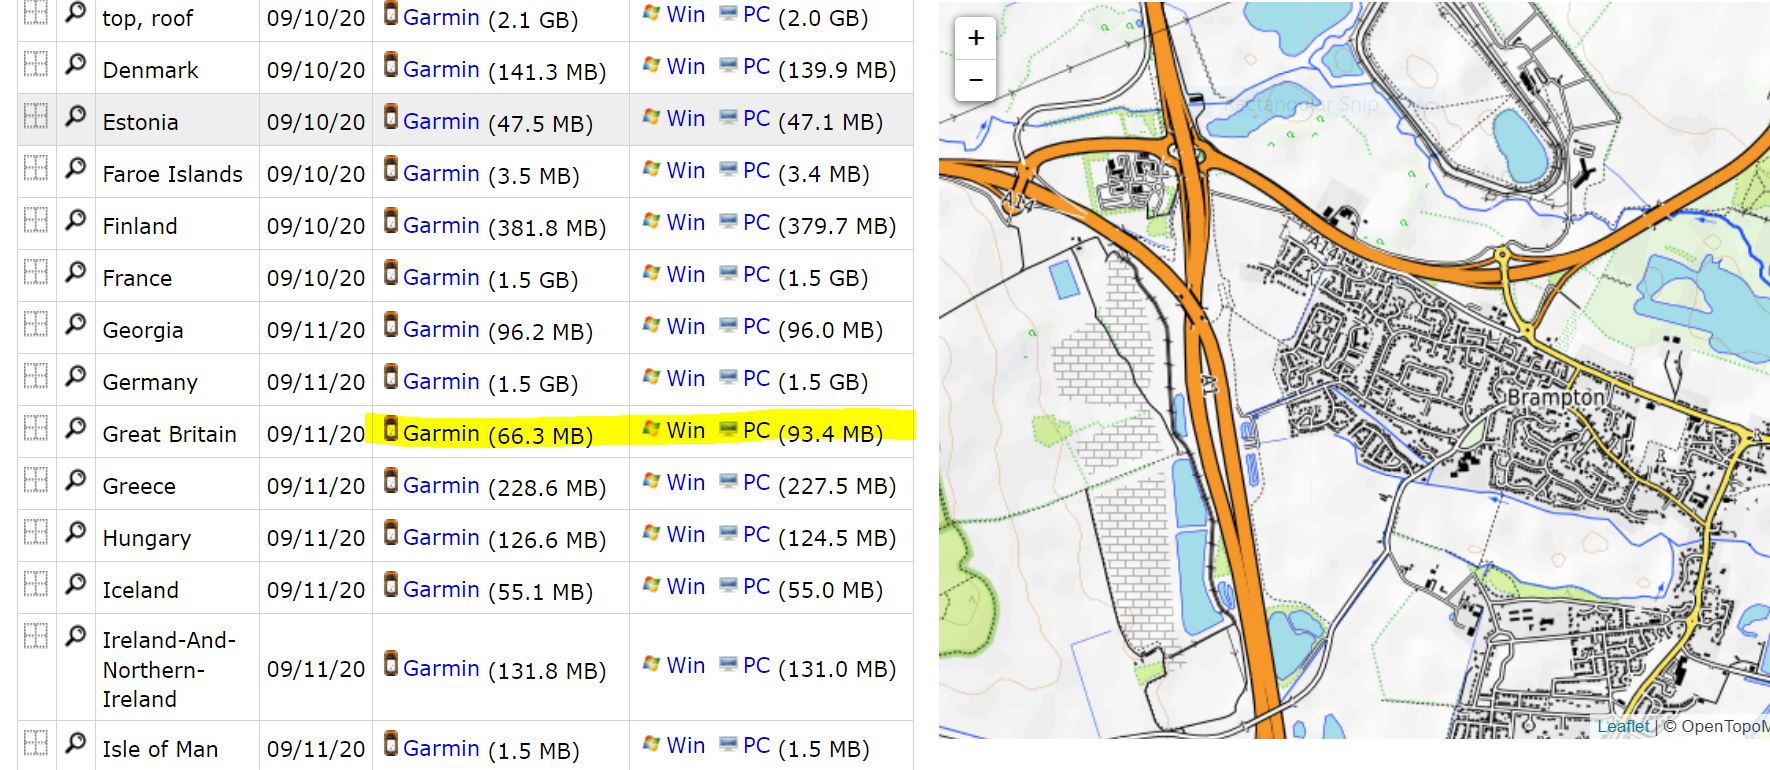 top, roof 09/10/20 Garmin (2.1 GB) Win PC (2.0 GB)
Denmark 09/10/20 Garmin (141.3 MB) Win PC (139.9 MB)
Estonia 09/10/20 Garmin (47.5 MB) Win PC (47.1 MB)
Faroe Islands 09/10/20 Garmin (3.5 MB) Win PC (3.4 MB)
Finland 09/10/20 Garmin (381.8 MB) Win PC (379.7 MB)
France 09/10/20 Garmin (1.5 GB) Win PC (1.5 GB)
Georgia 09/11/20 Garmin (96.2 MB) Win PC (96.0 MB)
Germany 09/11/20 Garmin (1.5 GB) Win PC (1.5 GB)
Great Britain 09/11/20 Garmin (66.3 MB) Win PC (93.4 MB)
Greece 09/11/20 Garmin (228.6 MB) Win PC (227.5 MB)
Hungary 09/11/20 Garmin (126.6 MB) Win PC (124.5 MB)
Iceland 09/11/20 Garmin (55.1 MB) Win PC (55.0 MB)
Ireland-And-
Northern- 09/11/20 Garmin (131.8 MB) Win PC (131.0 MB)
Ireland
Isle of Man 09/11/20 Garmin (1.5 MB) Win PC (1.5 MB)
+
−
Rectangular Snip
A14
A14
A1
Brampton
Leaflet | © OpenTopoM